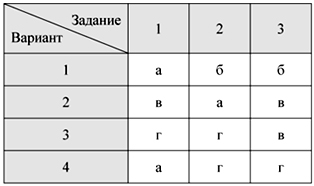 Задание
Вариант
1 2 3
1 а б б
2 в а в
3 г г в
4 а г г